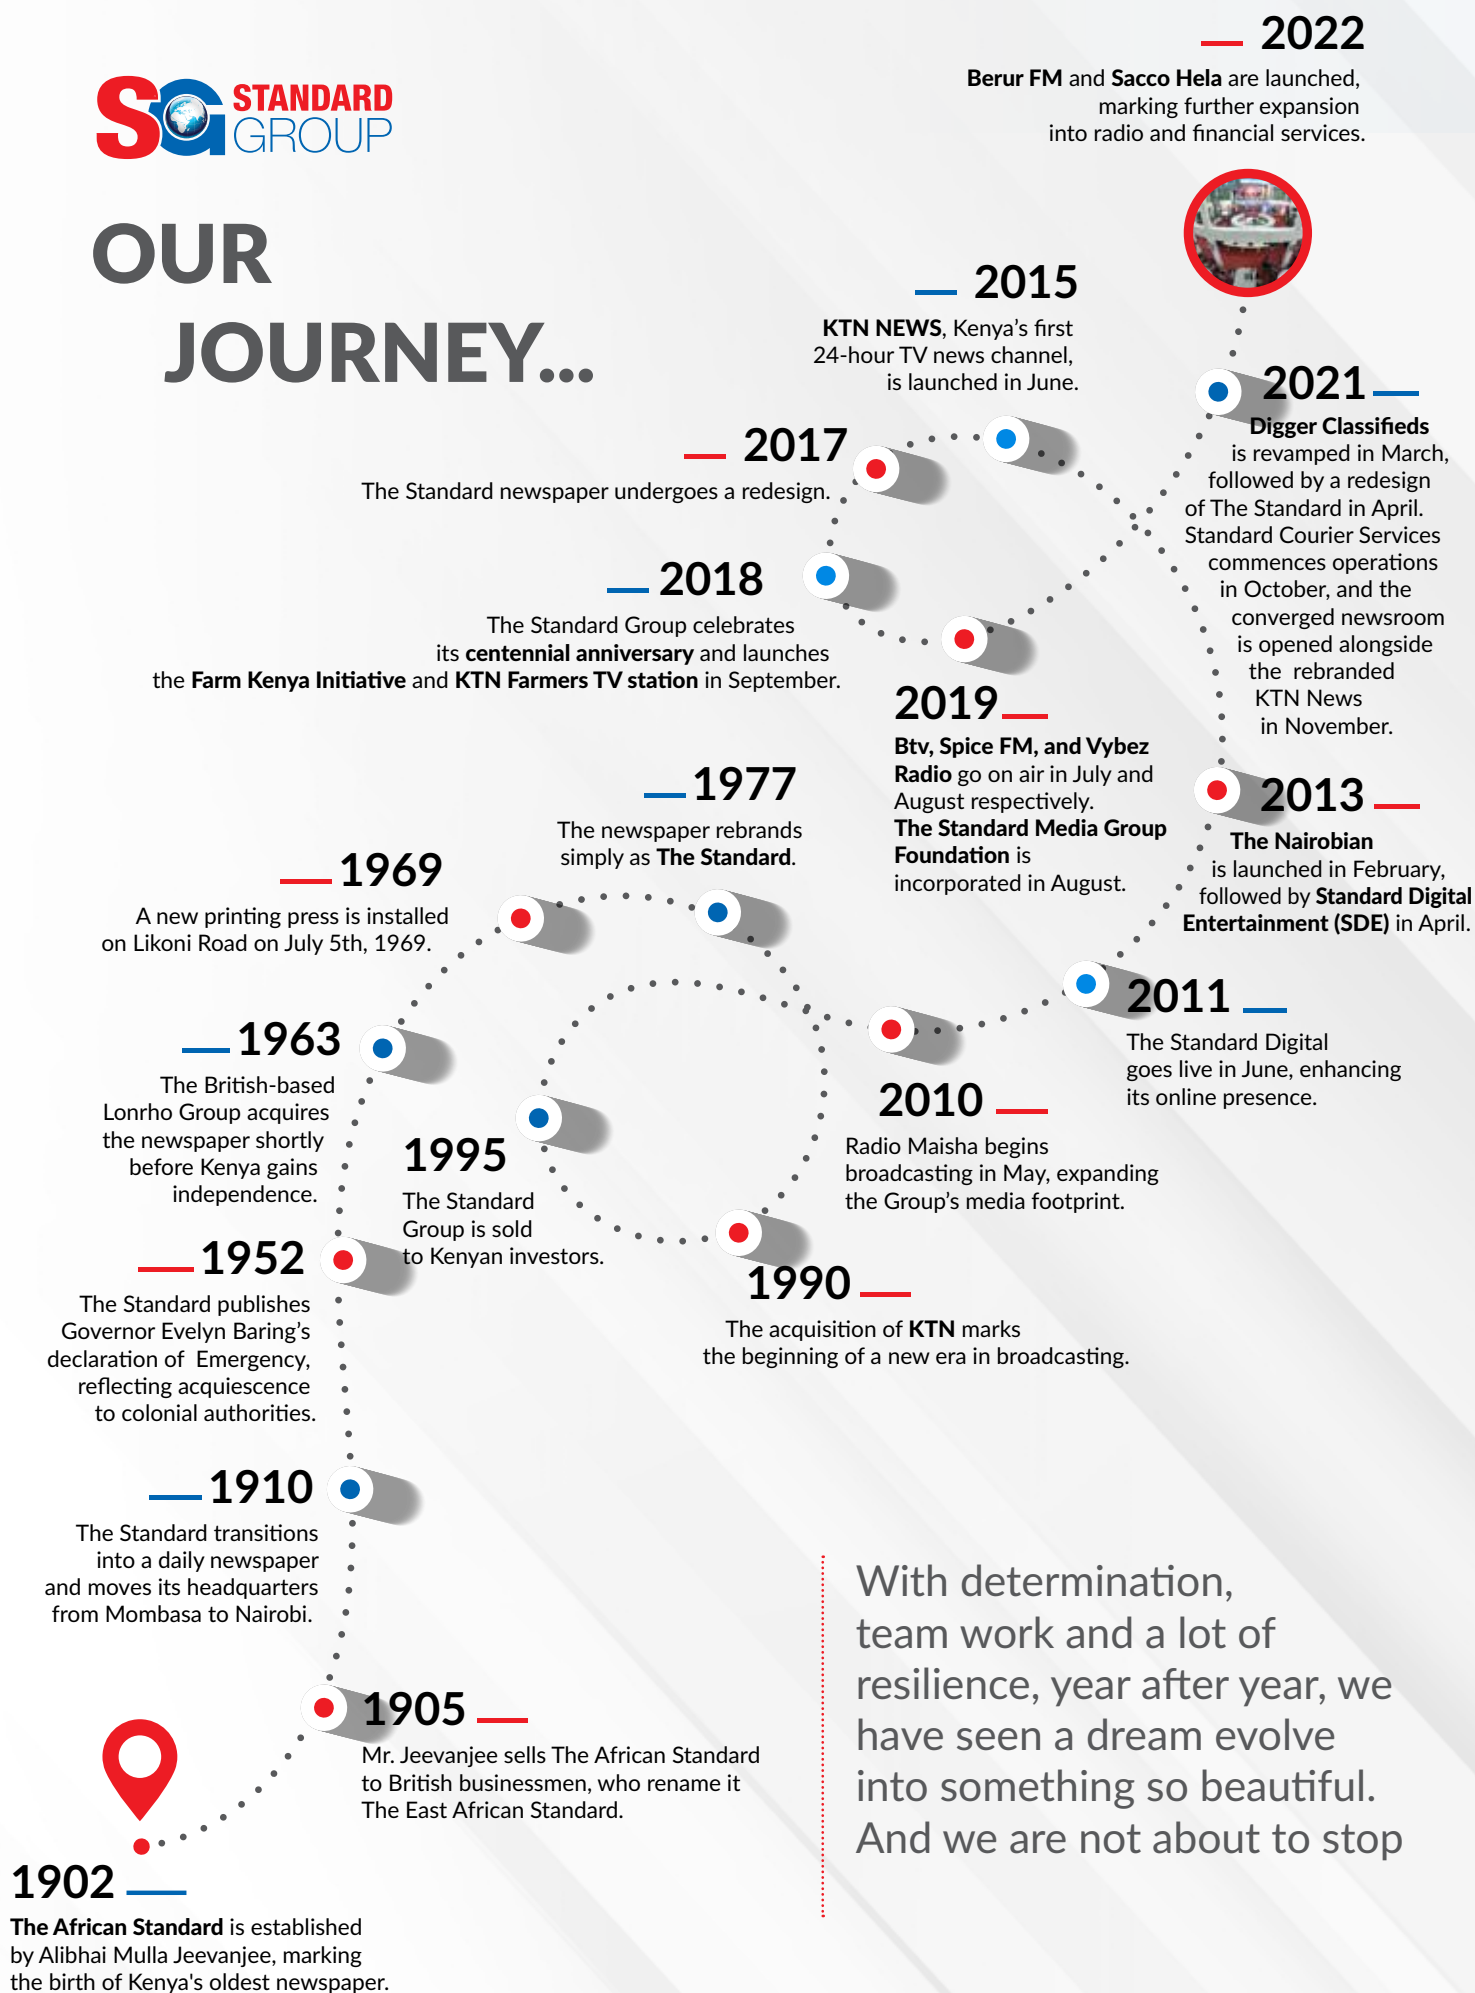 SG STANDARD
GROUP
OUR
JOURNEY...
2022
Berur FM and Sacco Hela are launched,
marking further expansion
into radio and financial services.
2015
KTN NEWS, Kenya's first
24-hour TV news channel,
is launched in June.
2021
Digger Classifieds
is revamped in March,
followed by a redesign
of The Standard in April.
Standard Courier Services
commences operations
in October, and the
converged newsroom
is opened alongside
the rebranded
KTN News
in November.
2017
The Standard newspaper undergoes a redesign.
2018
The Standard Group celebrates
its centennial anniversary and launches
the Farm Kenya Initiative and KTN Farmers TV station in September.
2019
Btv, Spice FM, and Vybez
Radio go on air in July and
August respectively.
The Standard Media Group
Foundation is
incorporated in August.
2013
The Nairobian
is launched in February,
followed by Standard Digital
Entertainment (SDE) in April.
1977
The newspaper rebrands
simply as The Standard.
1969
A new printing press is installed
on Likoni Road on July 5th, 1969.
2011
The Standard Digital
goes live in June, enhancing
its online presence.
1963
The British-based
Lonrho Group acquires
the newspaper shortly
before Kenya gains
independence.
2010
Radio Maisha begins
broadcasting in May, expanding
the Group's media footprint.
1995
The Standard
Group is sold
to Kenyan investors.
1952
The Standard publishes
Governor Evelyn Baring's
declaration of Emergency,
reflecting acquiescence
to colonial authorities.
1990
The acquisition of KTN marks
the beginning of a new era in broadcasting.
1910
The Standard transitions
into a daily newspaper
and moves its headquarters
from Mombasa to Nairobi.
1905
Mr. Jeevanjee sells The African Standard
to British businessmen, who rename it
The East African Standard.
1902
The African Standard is established
by Alibhai Mulla Jeevanjee, marking
the birth of Kenya's oldest newspaper.
With determination,
team work and a lot of
resilience, year after year, we
have seen a dream evolve
into something so beautiful.
And we are not about to stop